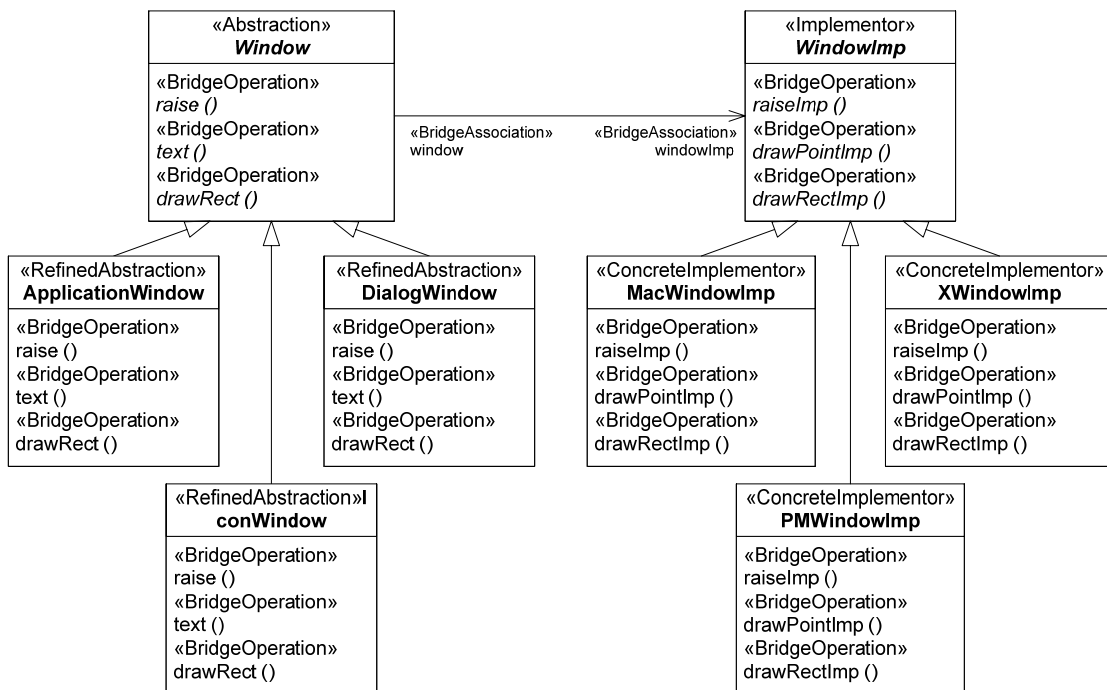 «Abstraction»
Window
«BridgeOperation»
raise ()
«BridgeOperation»
text ()
«BridgeOperation»
drawRect ()
«BridgeAssociation»
window
«BridgeAssociation»
windowImp
«Implementor»
WindowImp
«BridgeOperation»
raiseImp ()
«BridgeOperation»
drawPointImp ()
«BridgeOperation»
drawRectImp ()
«RefinedAbstraction»
ApplicationWindow
«BridgeOperation»
raise ()
«BridgeOperation»
text ()
«BridgeOperation»
drawRect ()
«RefinedAbstraction»
DialogWindow
«BridgeOperation»
raise ()
«BridgeOperation»
text ()
«BridgeOperation»
drawRect ()
«ConcreteImplementor»
MacWindowImp
«BridgeOperation»
raiseImp ()
«BridgeOperation»
drawPointImp ()
«BridgeOperation»
drawRectImp ()
«ConcreteImplementor»
XWindowImp
«BridgeOperation»
raiseImp ()
«BridgeOperation»
drawPointImp ()
«BridgeOperation»
drawRectImp ()
«RefinedAbstraction»I
conWindow
«BridgeOperation»
raise ()
«BridgeOperation»
text ()
«BridgeOperation»
drawRect ()
«ConcreteImplementor»
PMWindowImp
«BridgeOperation»
raiseImp ()
«BridgeOperation»
drawPointImp ()
«BridgeOperation»
drawRectImp ()